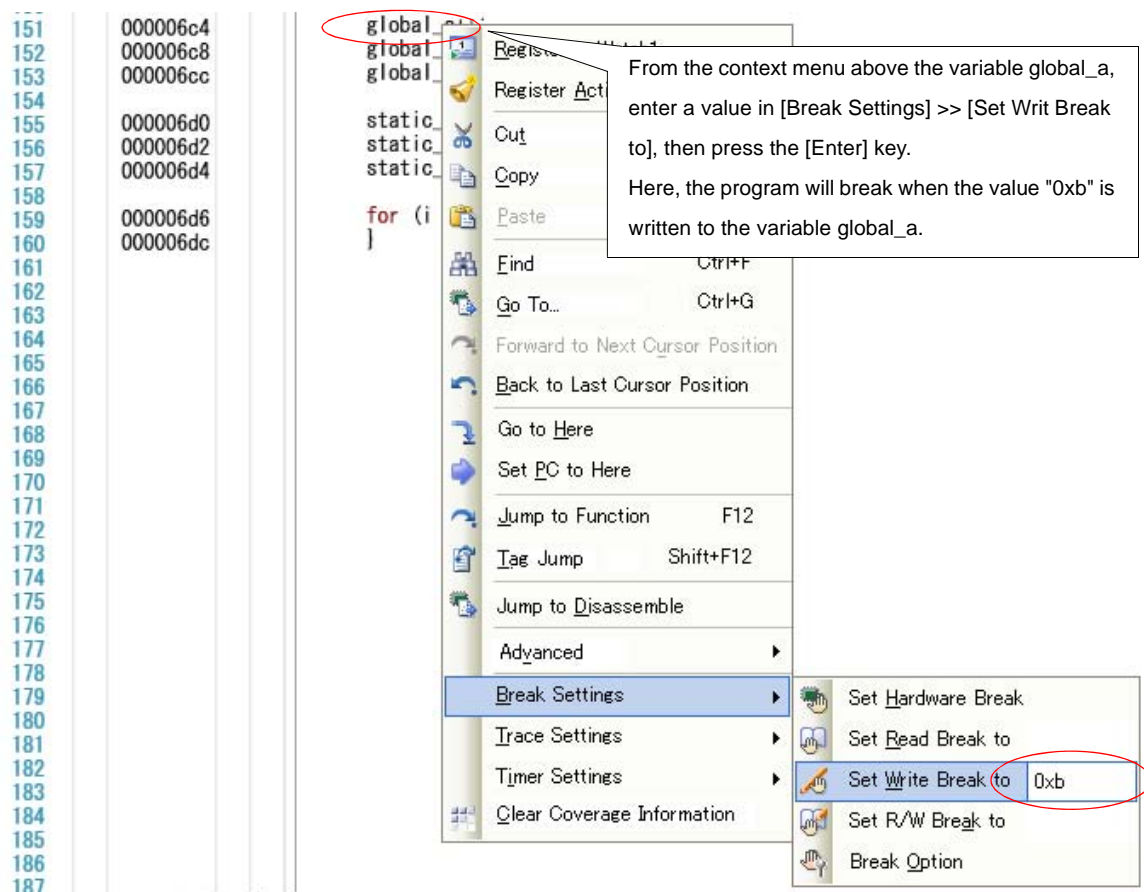 151 000006c4 global_
152 000006c8 global_
153 000006cc global_
154
155 000006d0 static_
156 000006d2 static_
157 000006d4 static_
158
159 000006d6 for (i
160 000006dc }
161
162
163
164
165
166
167
168
169
170
171
172
173
174
175
176
177
178
179
180
181
182
183
184
185
186
187
Register Acti
Cut
Copy
Paste
Find Ctrl+F
Go To... Ctrl+G
Forward to Next Cursor Position
Back to Last Cursor Position
Go to Here
Set PC to Here
Jump to Function F12
Tag Jump Shift+F12
Jump to Disassemble
Advanced
Break Settings
Trace Settings
Timer Settings
Clear Coverage Information
From the context menu above the variable global_a,
enter a value in [Break Settings] >> [Set Writ Break
to], then press the [Enter] key.
Here, the program will break when the value "0xb" is
written to the variable global_a.
Set Hardware Break
Set Read Break to
Set Write Break to 0xb
Set R/W Break to
Break Option